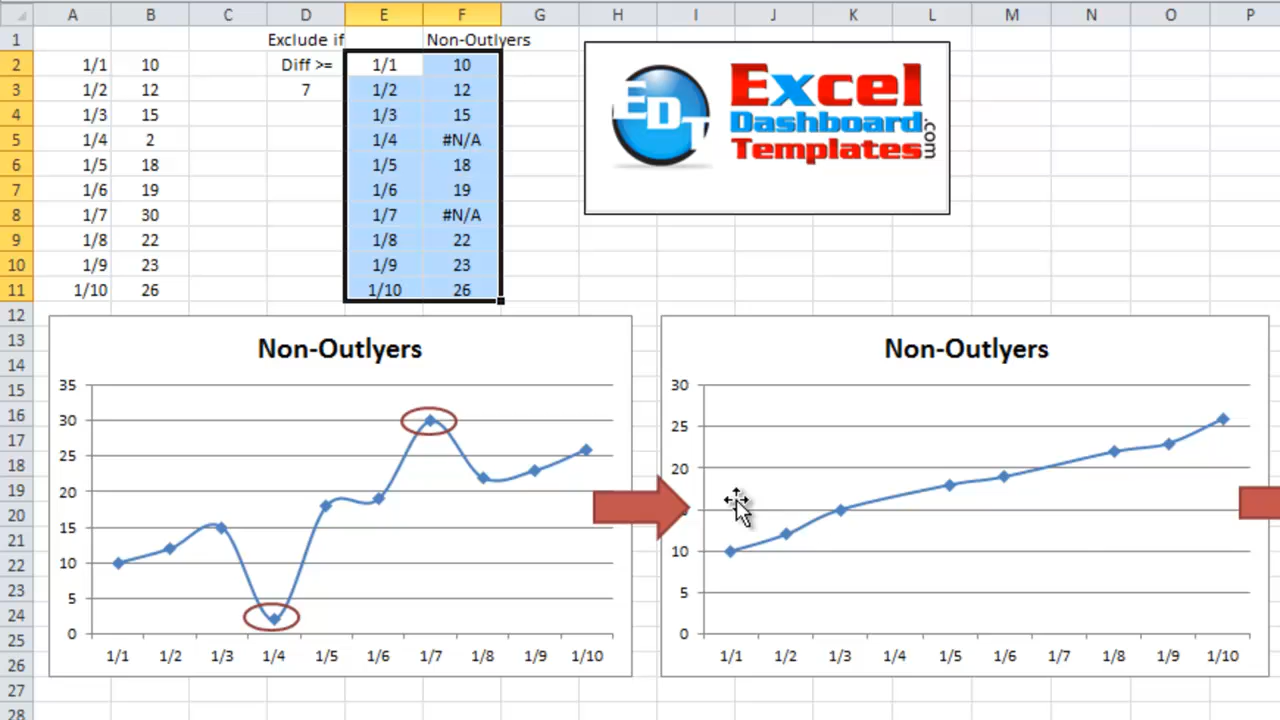 A B C D E F G H I J K L M N O P
1 Exclude if Non-Outlyers
2 1/1 10 Diff >= 1/1 10
3 1/2 12 7 1/2 12
4 1/3 15 1/3 15
5 1/4 2 1/4 #N/A
6 1/5 18 1/5 18
7 1/6 19 1/6 19
8 1/7 30 1/7 #N/A
9 1/8 22 1/8 22
10 1/9 23 1/9 23
11 1/10 26 1/10 26
EDT
Excel
Dashboard
Templates
.com
12
13
14
15
16
17
18
19
20
21
22
23
24
25
26
27
28
Non-Outlyers
35
30
25
20
15
10
5
0
1/1 1/2 1/3 1/4 1/5 1/6 1/7 1/8 1/9 1/10
Non-Outlyers
30
25
20
10
5
0
1/1 1/2 1/3 1/4 1/5 1/6 1/7 1/8 1/9 1/10